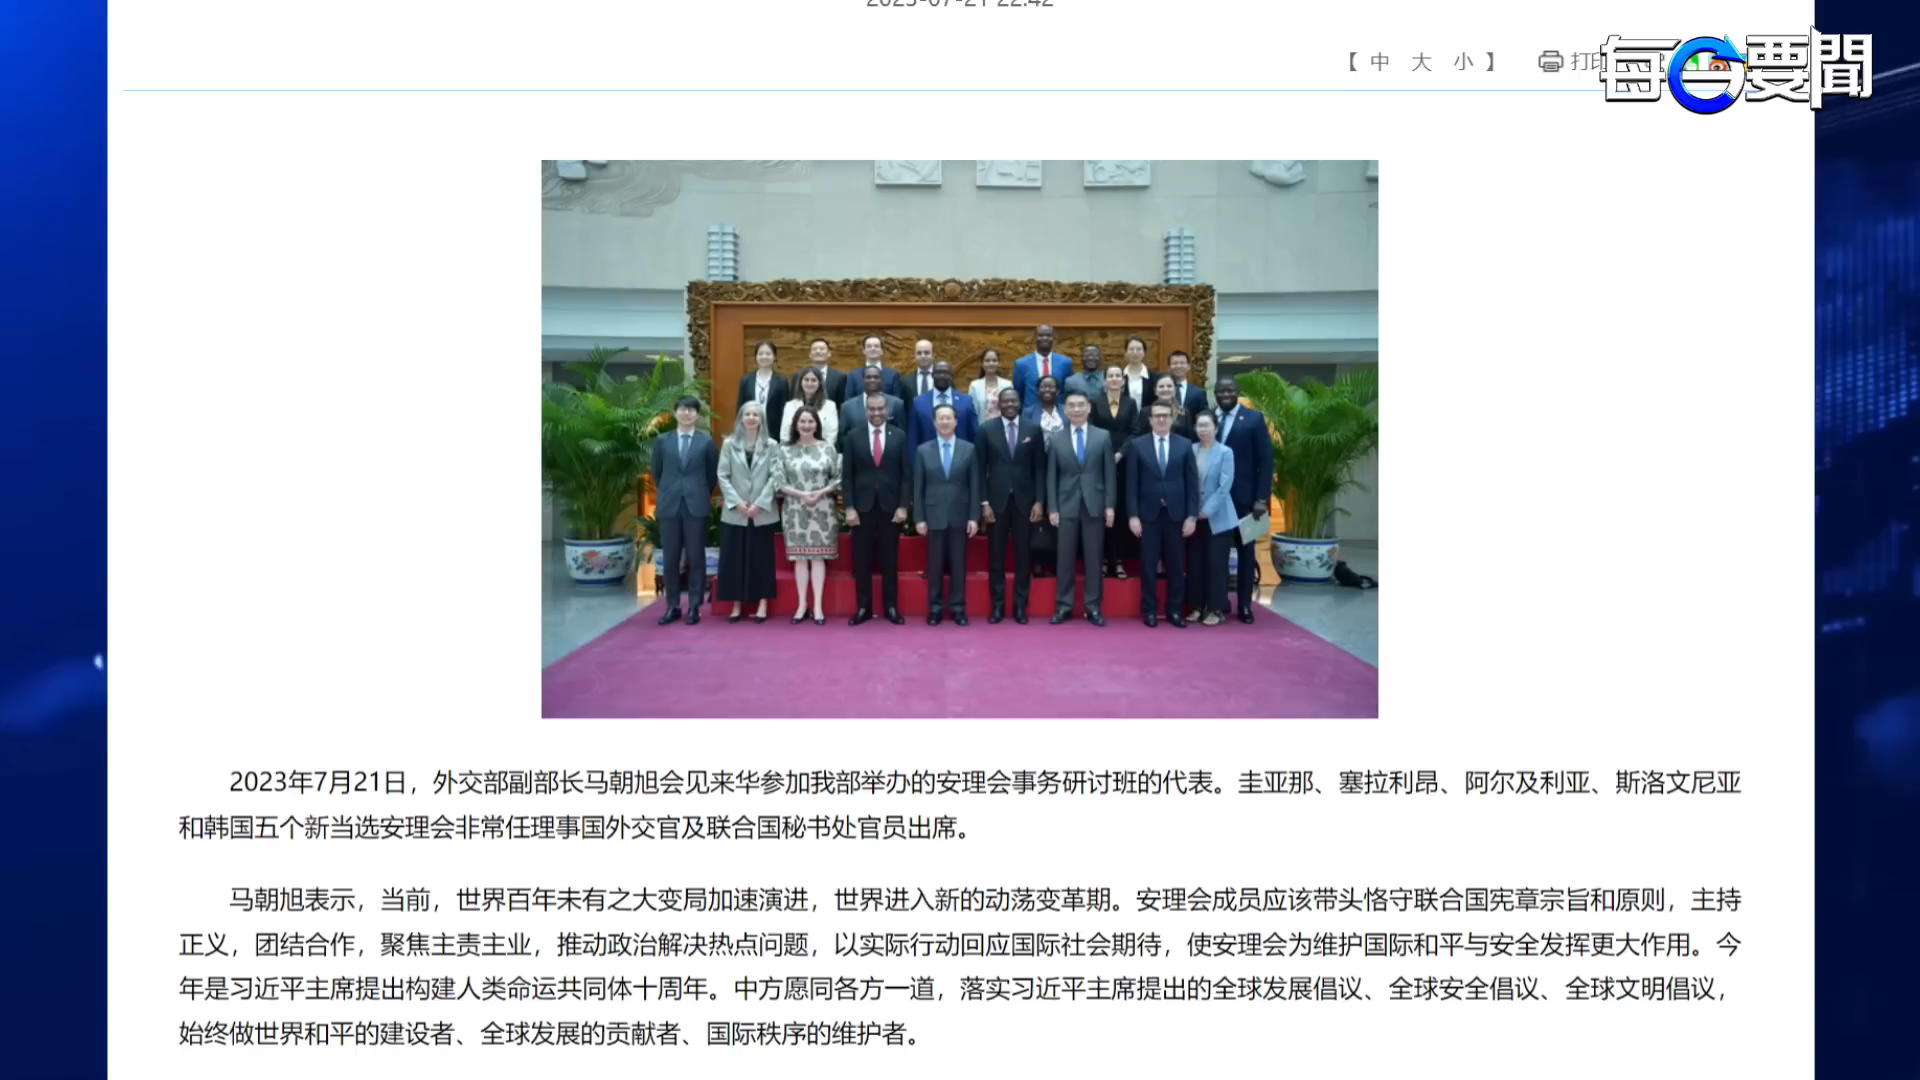 2023-07-21 22:42
【 中 大 小 】 打印
每日要聞
2023年7月21日，外交部副部长马朝旭会见来华参加我部举办的安理会事务研讨班的代表。圭亚那、塞拉利昂、阿尔及利亚、斯洛文尼亚
和韩国五个新当选安理会非常任理事国外交官及联合国秘书处官员出席。
马朝旭表示，当前，世界百年未有之大变局加速演进，世界进入新的动荡变革期。安理会成员应该带头恪守联合国宪章宗旨和原则，主持
正义，团结合作，聚焦主责主业，推动政治解决热点问题，以实际行动回应国际社会期待，使安理会为维护国际和平与安全发挥更大作用。今
年是习近平主席提出构建人类命运共同体十周年。中方愿同各方一道，落实习近平主席提出的全球发展倡议、全球安全倡议、全球文明倡议，
始终做世界和平的建设者、全球发展的贡献者、国际秩序的维护者。